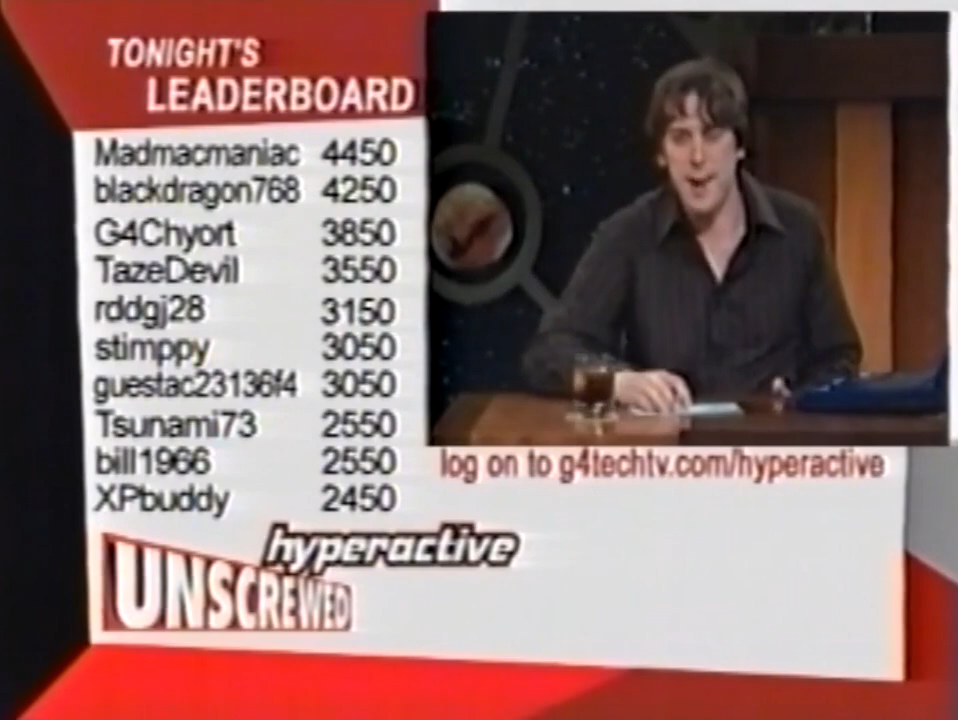 TONIGHT'S
LEADERBOARD
Madmacmaniac 4450
blackdragon768 4250
G4Chyort 3850
TazeDevil 3550
rddgj28 3150
stimppy 3050
guestac23136f4 3050
Tsunami73 2550
bill1966 2550
XPbuddy 2450
log on to g4techtv.com/hyperactive
hyperactive
UNSCREWED